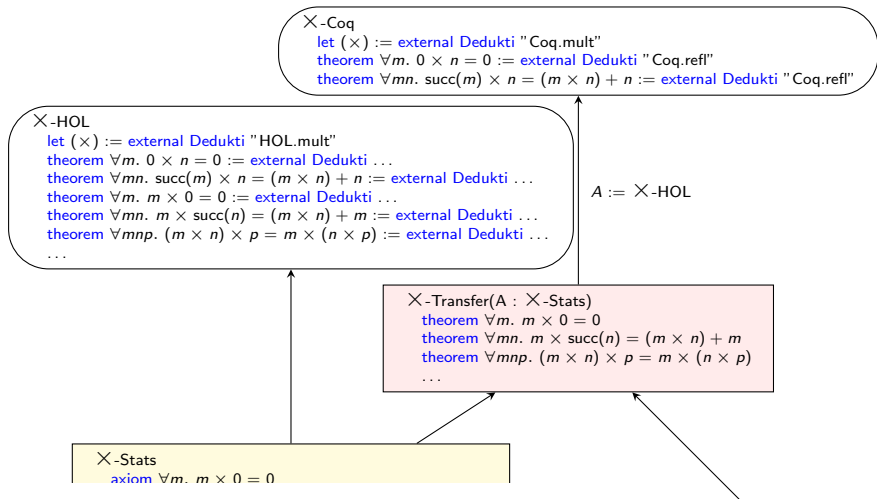 ×-Coq
let (×) := external Dedukti "Coq.mult"
theorem ∀m. 0 × n = 0 := external Dedukti "Coq.refl"
theorem ∀mn. succ(m) × n = (m × n) + n := external Dedukti "Coq.refl"
×-HOL
let (×) := external Dedukti "HOL.mult"
theorem ∀m. 0 × n = 0 := external Dedukti ...
theorem ∀mn. succ(m) × n = (m × n) + n := external Dedukti ...
theorem ∀m. m × 0 = 0 := external Dedukti ...
theorem ∀mn. m × succ(n) = (m × n) + m := external Dedukti ...
theorem ∀mnp. (m × n) × p = m × (n × p) := external Dedukti ...
...
A := ×-HOL
×-Transfer(A : ×-Stats)
theorem ∀m. m × 0 = 0
theorem ∀mn. m × succ(n) = (m × n) + m
theorem ∀mnp. (m × n) × p = m × (n × p)
...
×-Stats
axiom ∀m. m × 0 = 0